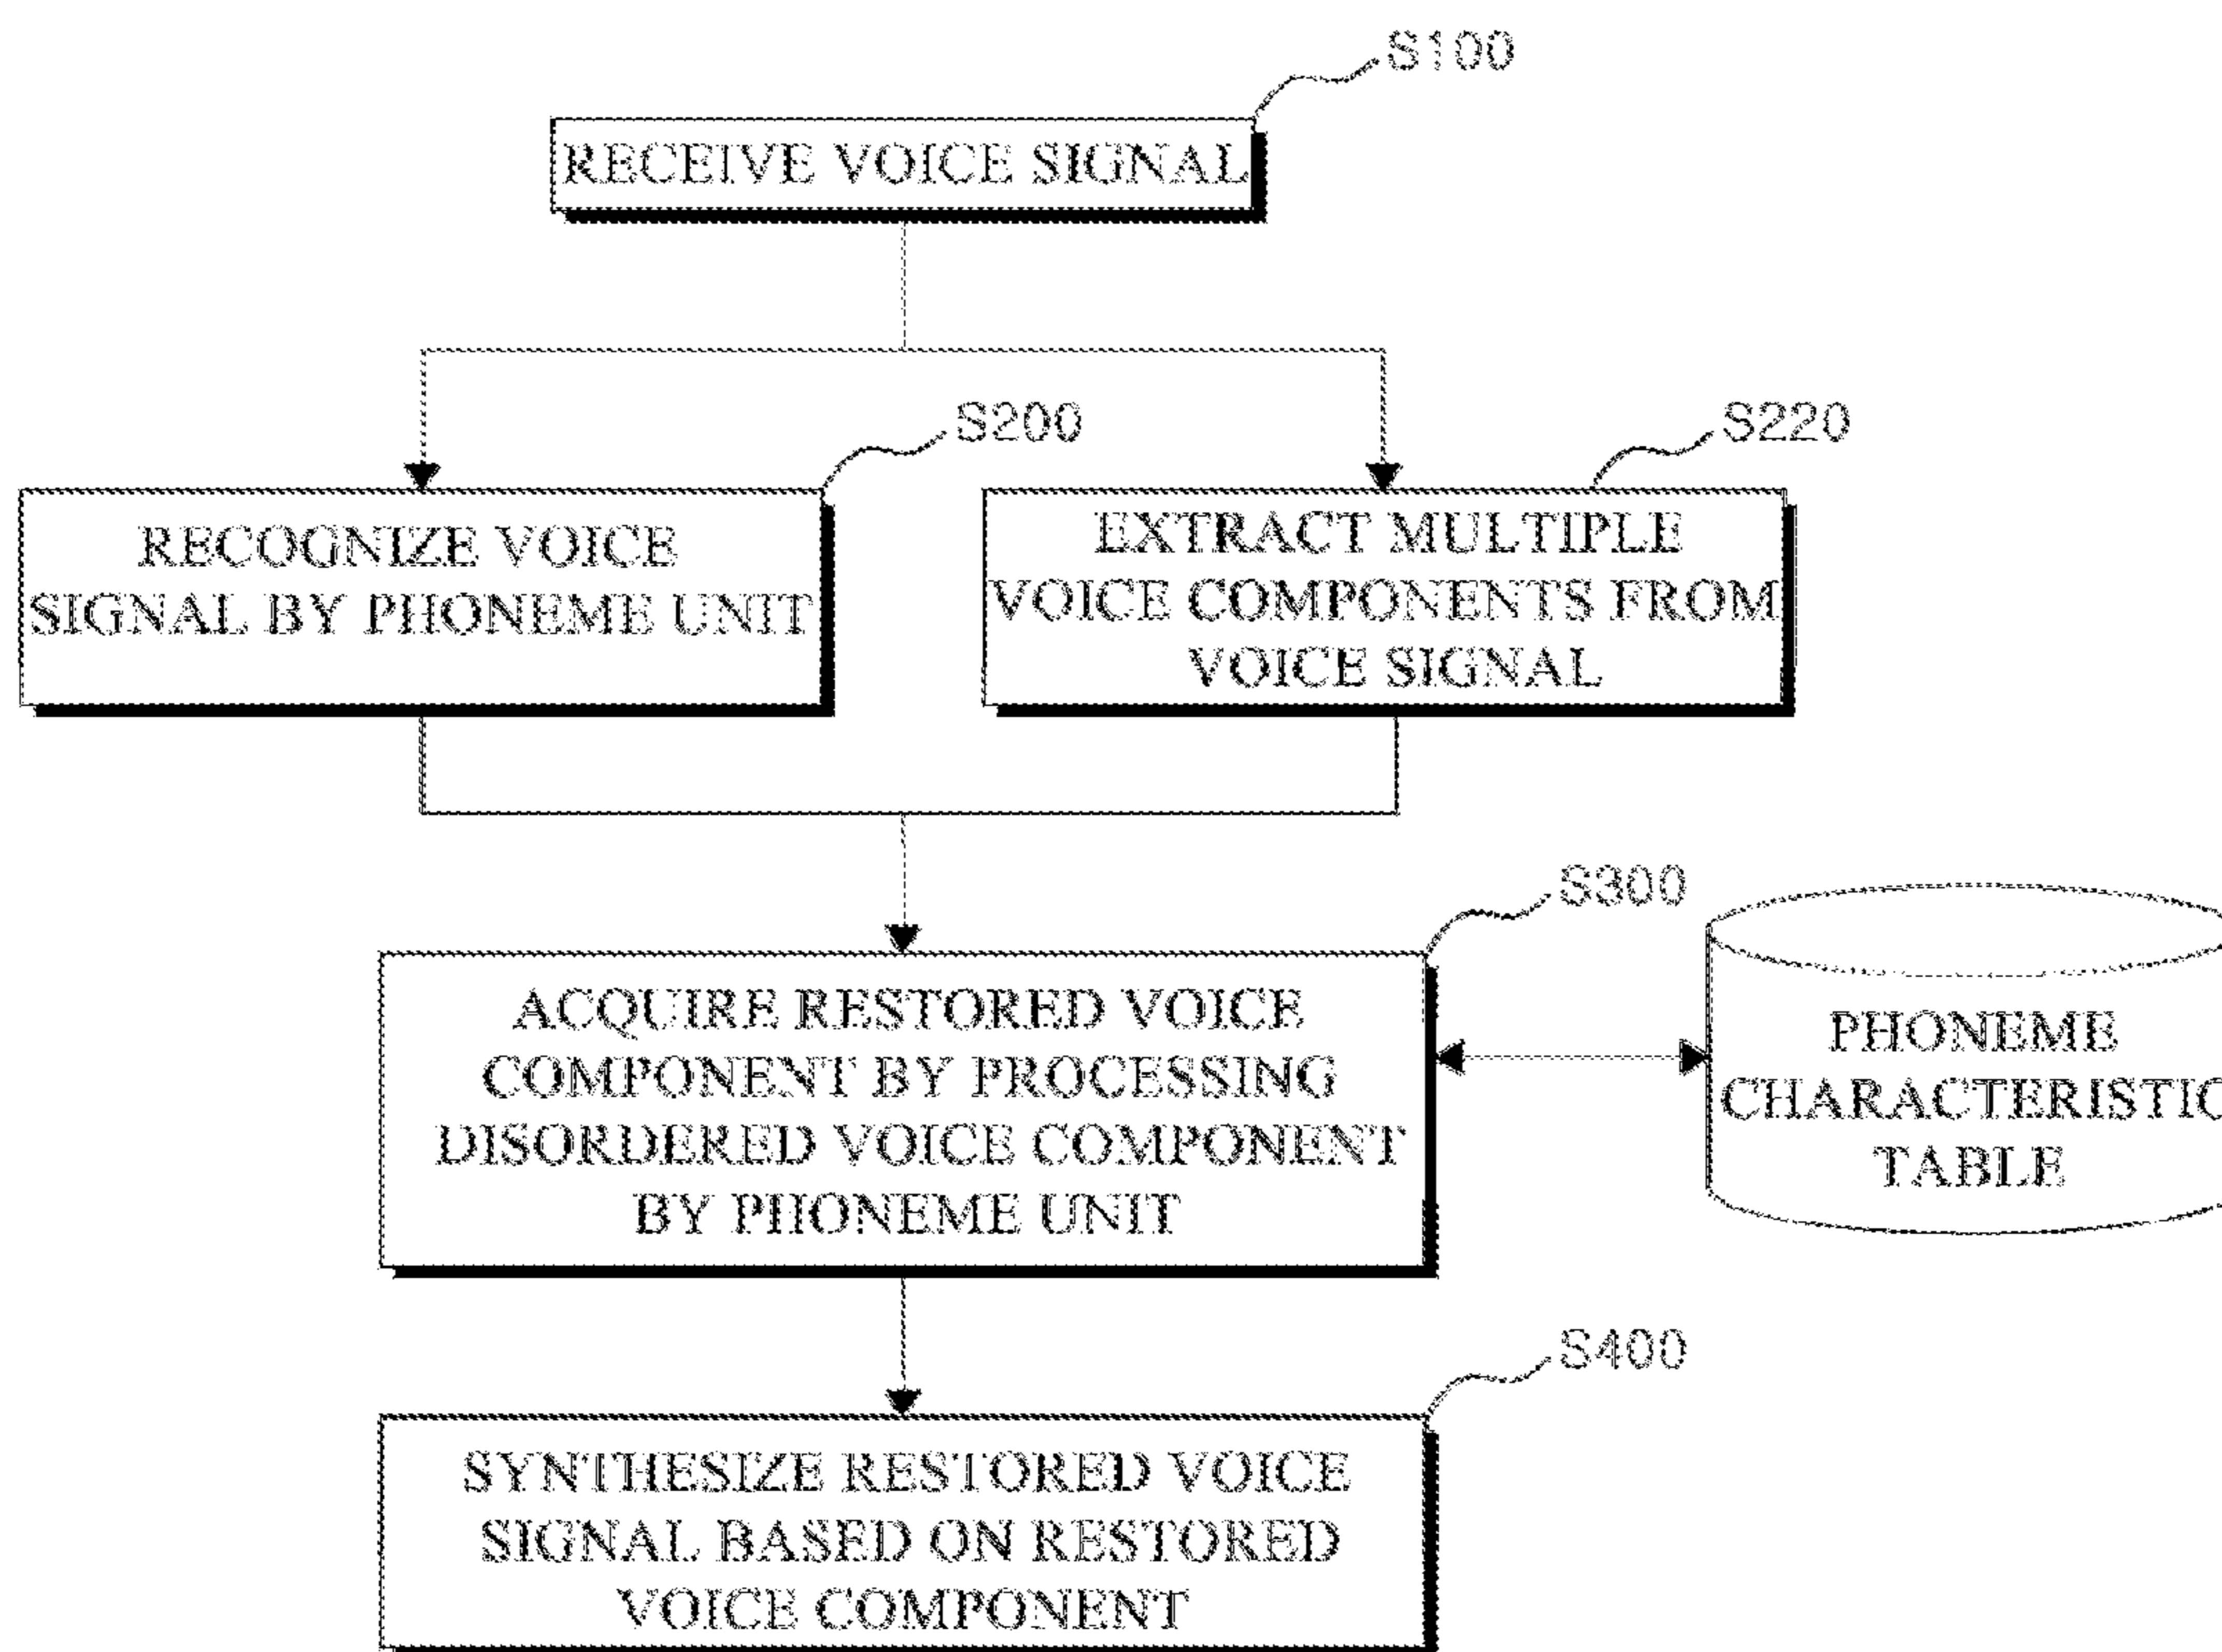 S100
RECEIVE VOICE SIGNAL
S200
RECOGNIZE VOICE
SIGNAL BY PHONEME UNIT
S220
EXTRACT MULTIPLE
VOICE COMPONENTS FROM
VOICE SIGNAL
S300
ACQUIRE RESTORED VOICE
COMPONENT BY PROCESSING
DISORDERED VOICE COMPONENT
BY PHONEME UNIT
PHONEME
CHARACTERISTIC
TABLE
S400
SYNTHESIZE RESTORED VOICE
SIGNAL BASED ON RESTORED
VOICE COMPONENT